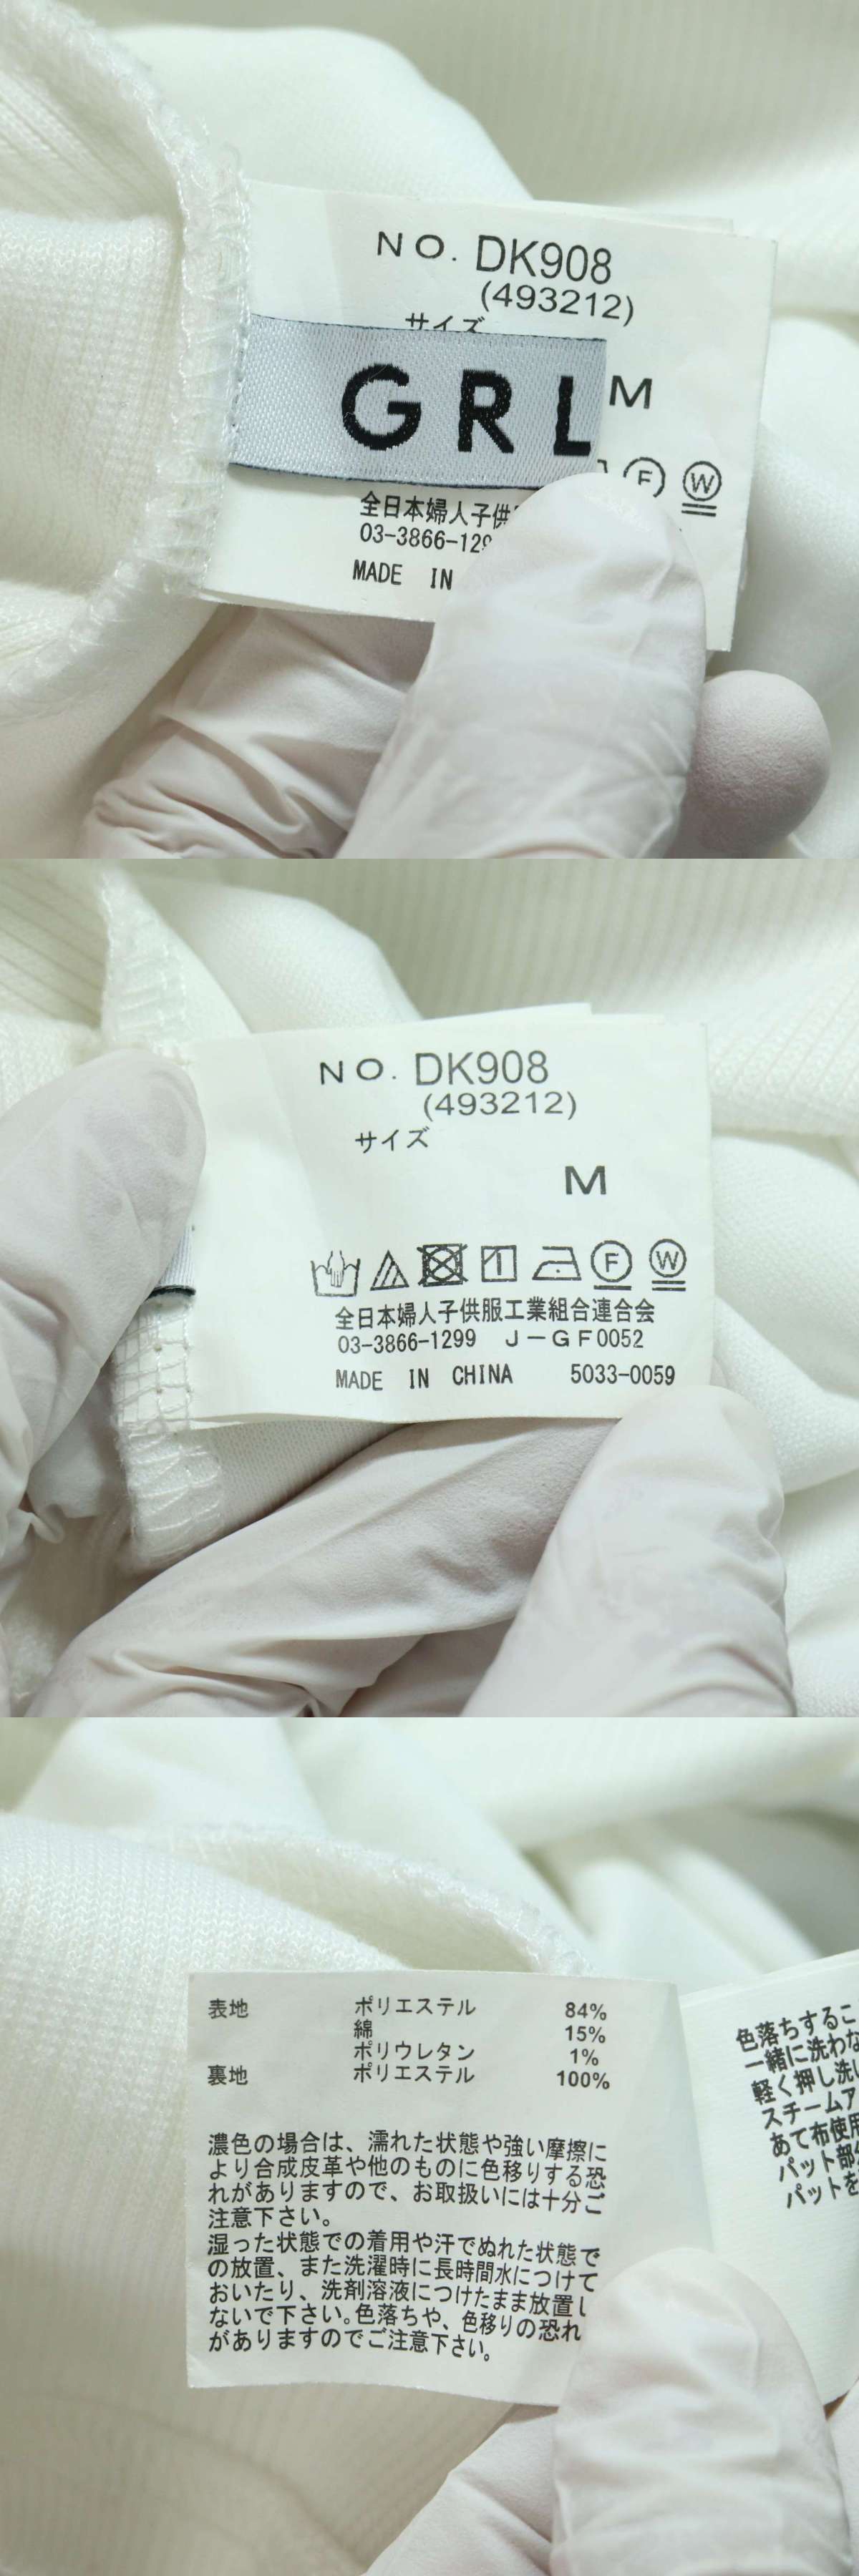 NO. DK908
(493212)
サイズ
GRL
M
F W
全日本婦人子供
03-3866-129
MADE IN
NO. DK908
(493212)
サイズ
M
F W
全日本婦人子供服工業組合連合会
03-3866-1299 J-GF0052
MADE IN CHINA 5033-0059
表地 ポリエステル 84%
綿 15%
ポリウレタン 1%
裏地 ポリエステル 100%
濃色の場合は、濡れた状態や強い摩擦に
より合成皮革や他のものに色移りする恐
れがありますので、お取扱いには十分ご
注意下さい。
湿った状態での着用や汗でぬれた状態で
の放置、また洗濯時に長時間水につけて
おいたり、洗剤溶液につけたまま放置し
ないで下さい。色落ちや、色移りの恐れ
がありますのでご注意下さい。
色落ちするこ
一緒に洗わな
軽く押し洗い
スチームア
あて布使用
パット部分
パットを